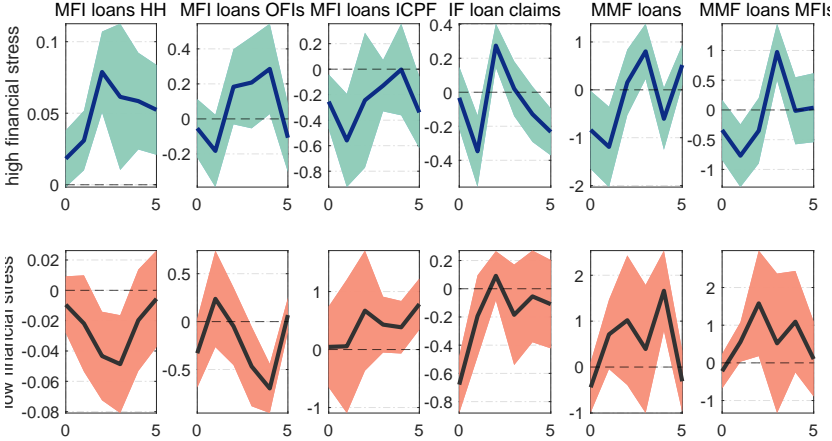 MFI loans HH MFI loans OFIs MFI loans ICPF IF loan claims MMF loans MMF loans MFIs
high financial stress
0.1 0.05 0
0.4 0.2 0 -0.2
0.2 0 -0.2 -0.4 -0.6 -0.8
0.4 0.2 0 -0.2 -0.4
1 0 -1 -2
1 0.5 0 -0.5 -1
0 5 0 5 0 5 0 5 0 5 0 5
low financial stress
0.02 0 -0.02 -0.04 -0.06 -0.08
0.5 0 -0.5
1 0 -1
0.2 0 -0.2 -0.4 -0.6 -0.8
2 1 0 -1
2 1 0 -1
0 5 0 5 0 5 0 5 0 5 0 5